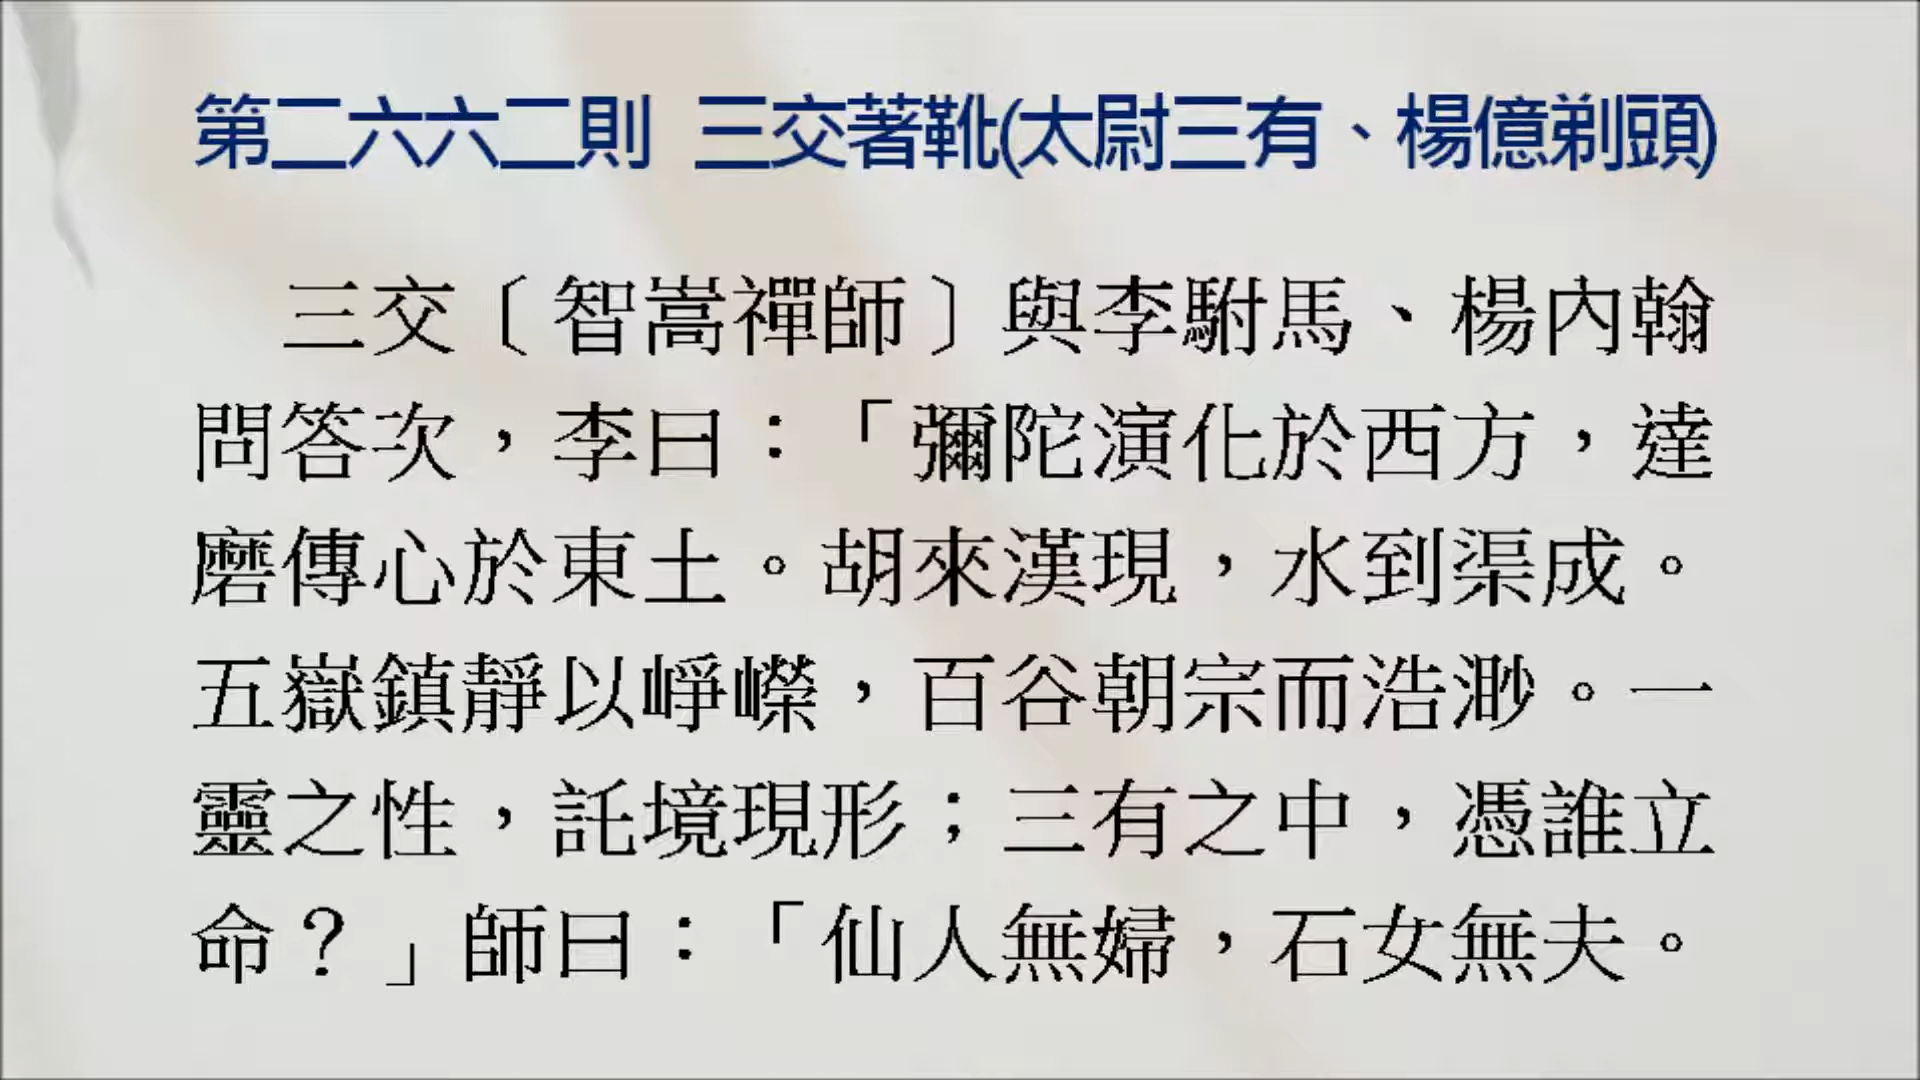 第二六六二則 三交著靴(太尉三有、楊億剃頭)
三交〔智嵩禪師〕與李駙馬、楊內翰
問答次，李曰：「彌陀演化於西方，達
磨傳心於東土。胡來漢現，水到渠成。
五嶽鎮靜以崢嶸，百谷朝宗而浩渺。一
靈之性，託境現形；三有之中，憑誰立
命？」師曰：「仙人無婦，石女無夫。